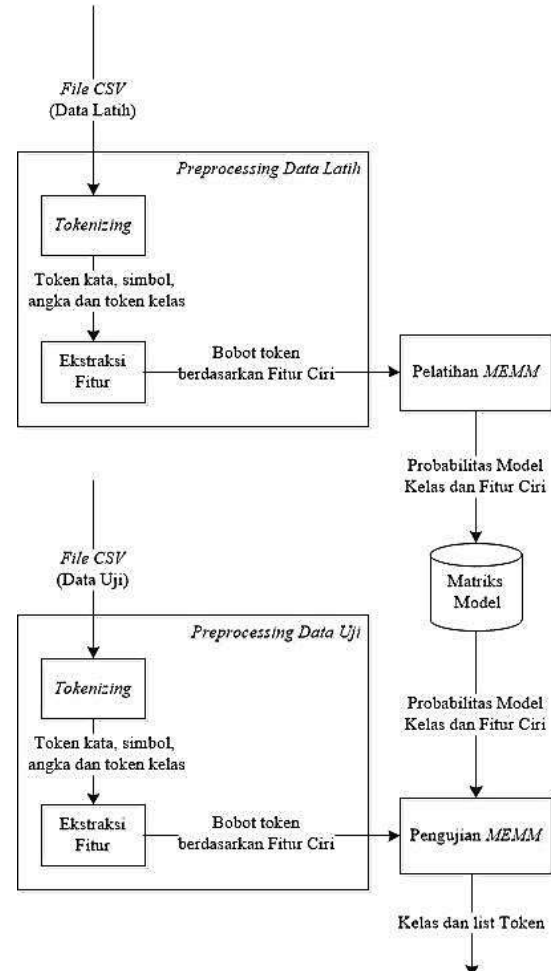 File CSV
(Data Latih)
Preprocessing Data Latih
Tokenizing
Token kata, simbol,
angka dan token kelas
Ekstraksi
Fitur
Bobot token
berdasarkan Fitur Ciri
Pelatihan MEMM
Probabilitas Model
Kelas dan Fitur Ciri
Matriks
Model
Probabilitas Model
Kelas dan Fitur Ciri
File CSV
(Data Uji)
Preprocessing Data Uji
Tokenizing
Token kata, simbol,
angka dan token kelas
Ekstraksi
Fitur
Bobot token
berdasarkan Fitur Ciri
Pengujian MEMM
Kelas dan list Token